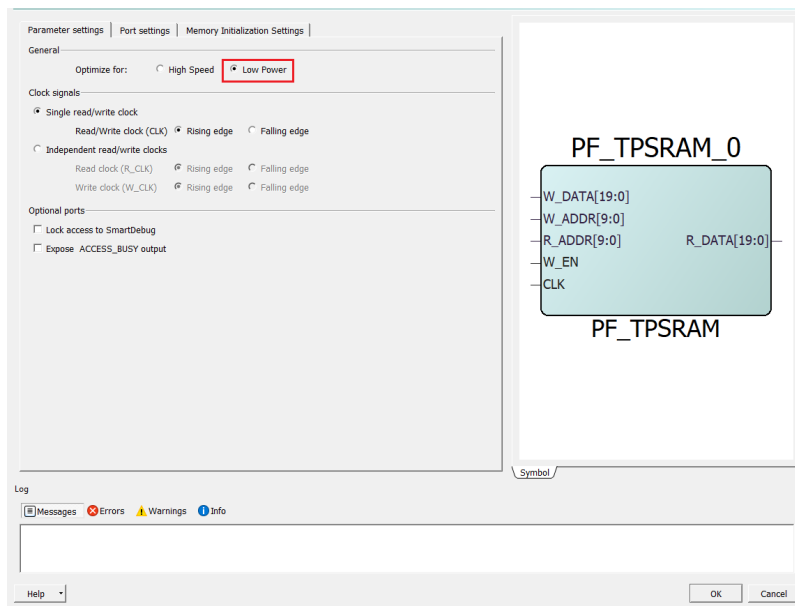 Parameter settings Port settings Memory Initialization Settings
General
Optimize for: High Speed Low Power
Clock signals
Single read/write clock
Read/Write clock (CLK) Rising edge Falling edge
Independent read/write clocks
Read clock (R_CLK) Rising edge Falling edge
Write clock (W_CLK) Rising edge Falling edge
Optional ports
Lock access to SmartDebug
Expose ACCESS_BUSY output
PF_TPSRAM_0
W_DATA[19:0]
W_ADDR[9:0]
R_ADDR[9:0] R_DATA[19:0]
W_EN
CLK
PF_TPSRAM
Symbol
Log
Messages Errors Warnings Info
Help OK Cancel